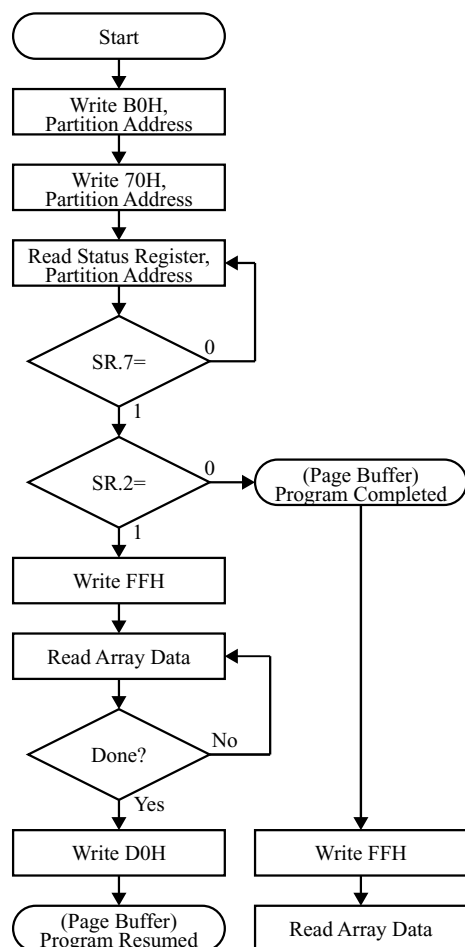 Start
Write B0H,
Partition Address
Write 70H,
Partition Address
Read Status Register,
Partition Address
SR.7=
0
1
SR.2=
0
(Page Buffer)
Program Completed
1
Write FFH
Read Array Data
Done?
No
Yes
Write D0H
Write FFH
(Page Buffer)
Program Resumed
Read Array Data